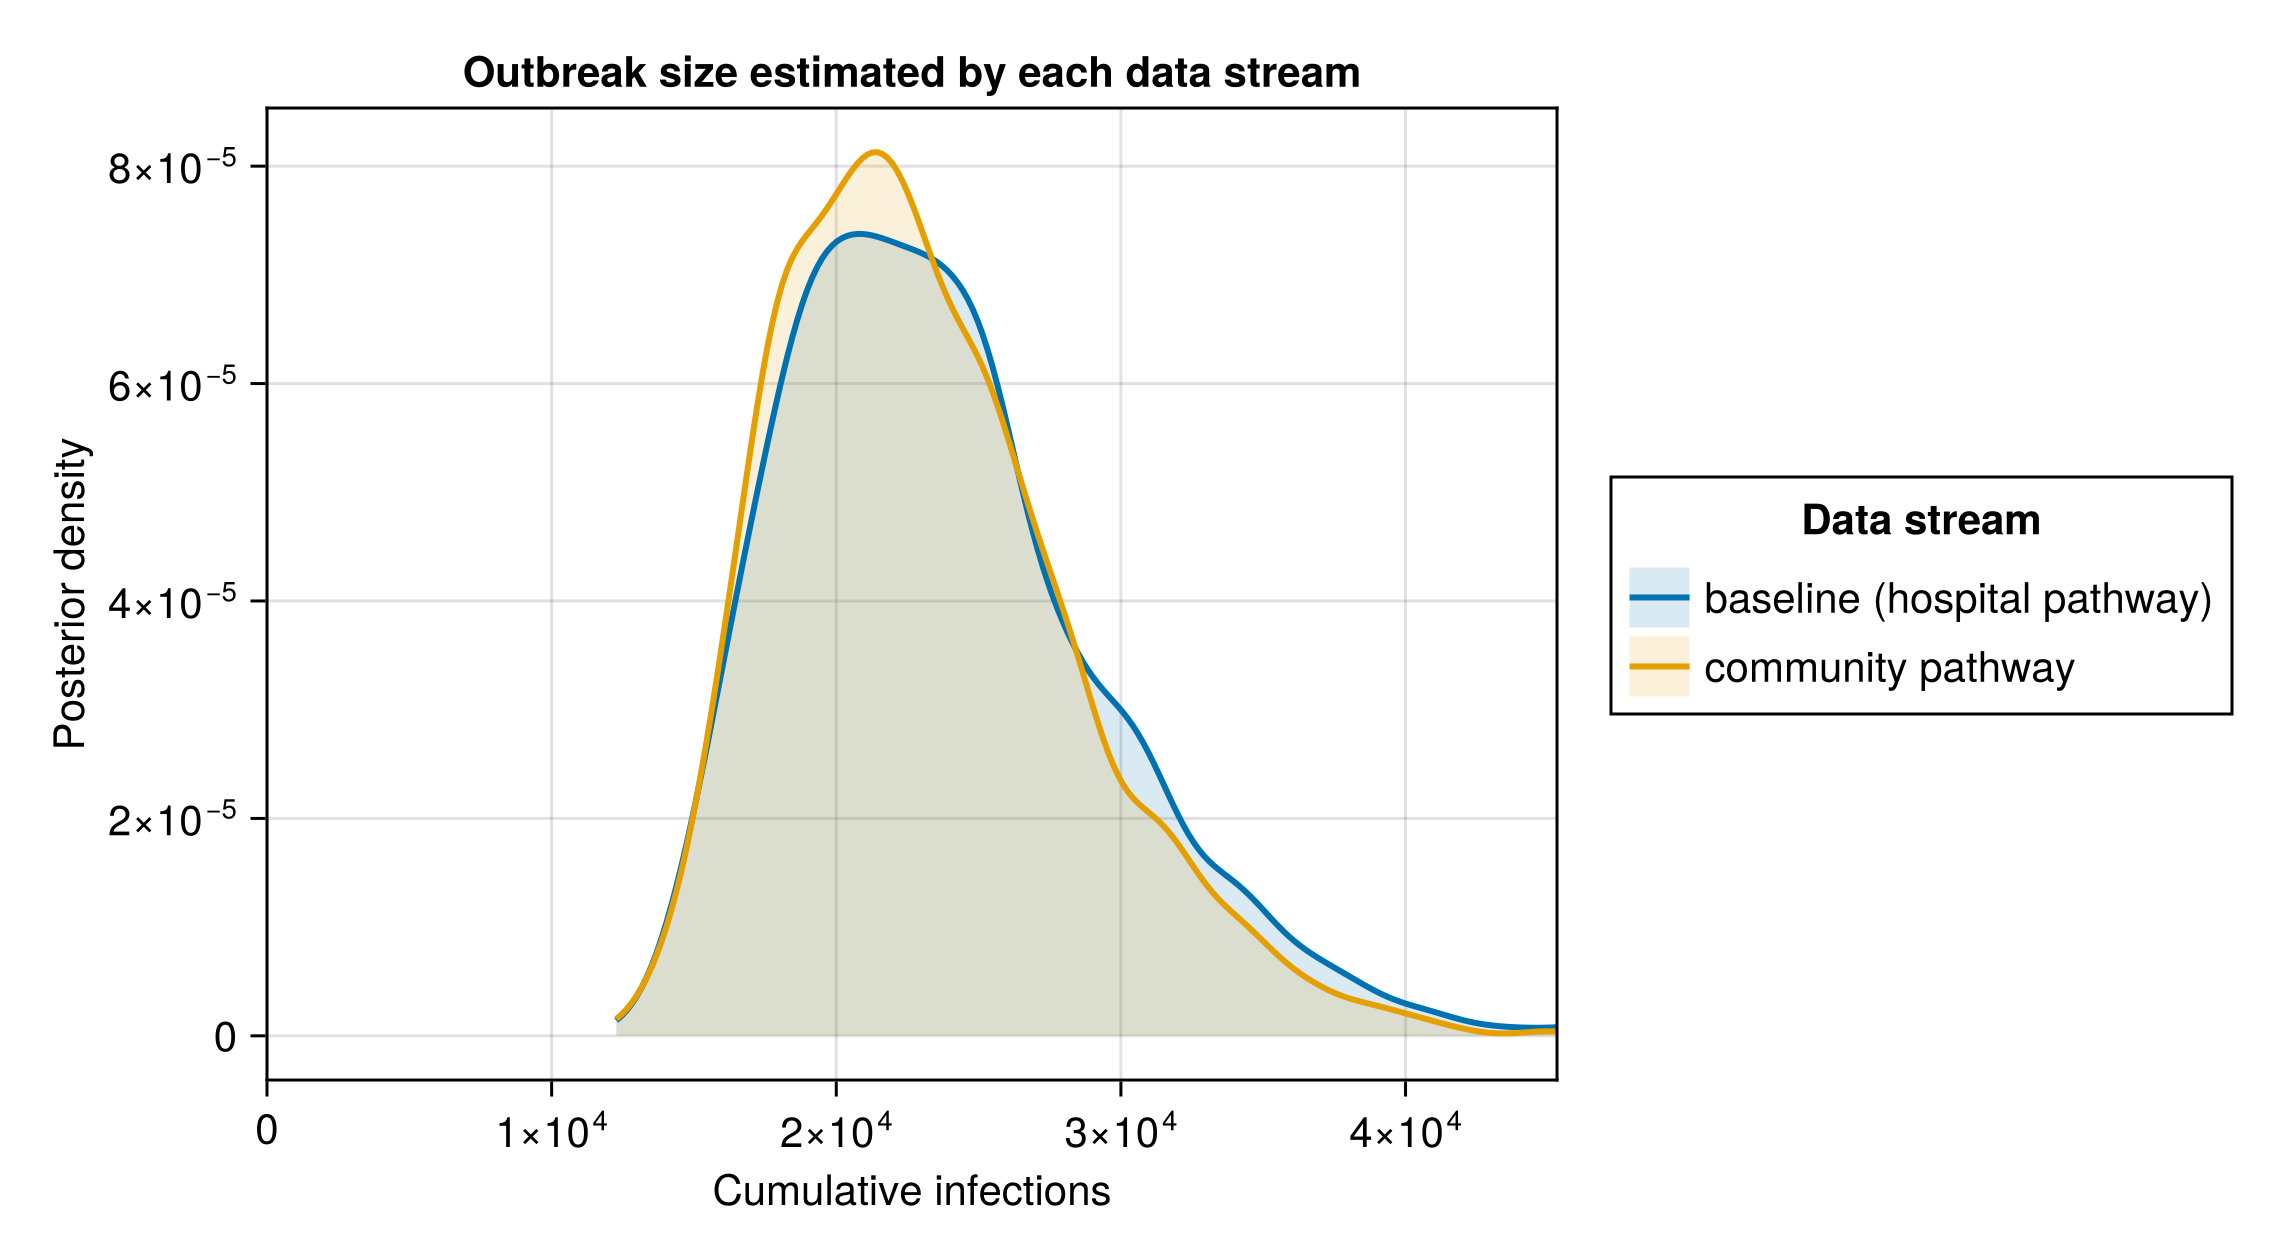 Outbreak size estimated by each data stream
8×10⁻⁵
6×10⁻⁵
4×10⁻⁵
2×10⁻⁵
0
Posterior density
0 1×10⁴ 2×10⁴ 3×10⁴ 4×10⁴
Cumulative infections
Data stream
baseline (hospital pathway)
community pathway